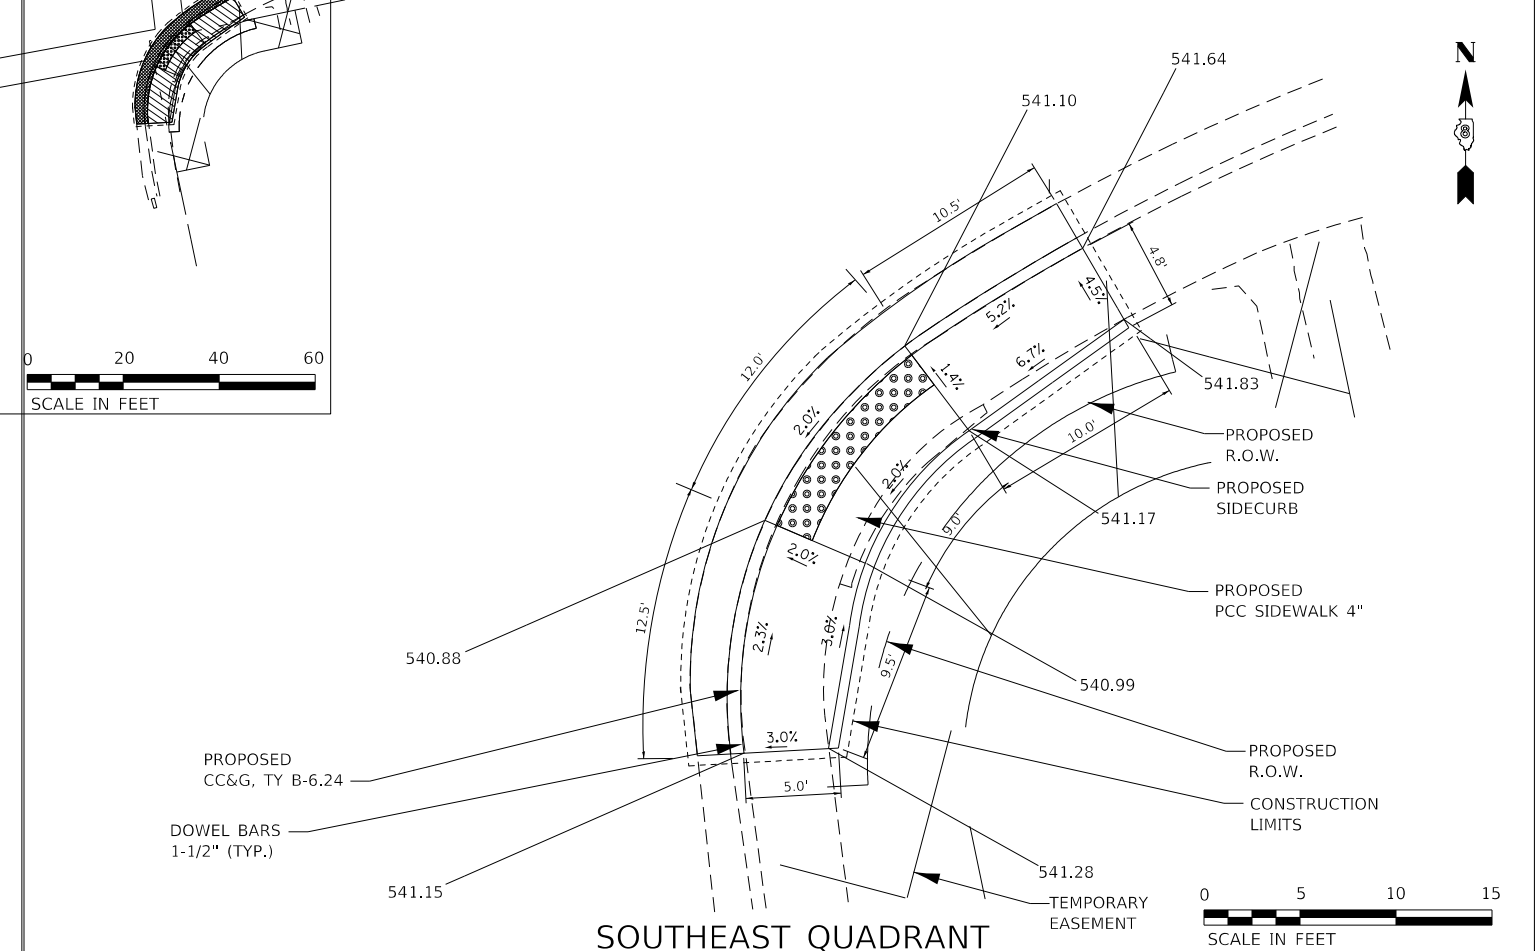 541.64
N
541.10
8
10.5'
4.8'
4.5%
5.2%
0 20 40 60
SCALE IN FEET
12.0'
6.7%
1.4%
541.83
2.0%
PROPOSED
R.O.W.
10.0'
2.0%
PROPOSED
SIDECURB
541.17
9.0'
2.0%
PROPOSED
PCC SIDEWALK 4"
12.5'
2.3%
3.0%
540.88
9.5'
540.99
3.0%
PROPOSED
CC&G, TY B-6.24
PROPOSED
R.O.W.
5.0'
CONSTRUCTION
LIMITS
DOWEL BARS
1-1/2" (TYP.)
541.15
541.28
TEMPORARY
EASEMENT
0 5 10 15
SCALE IN FEET
SOUTHEAST QUADRANT